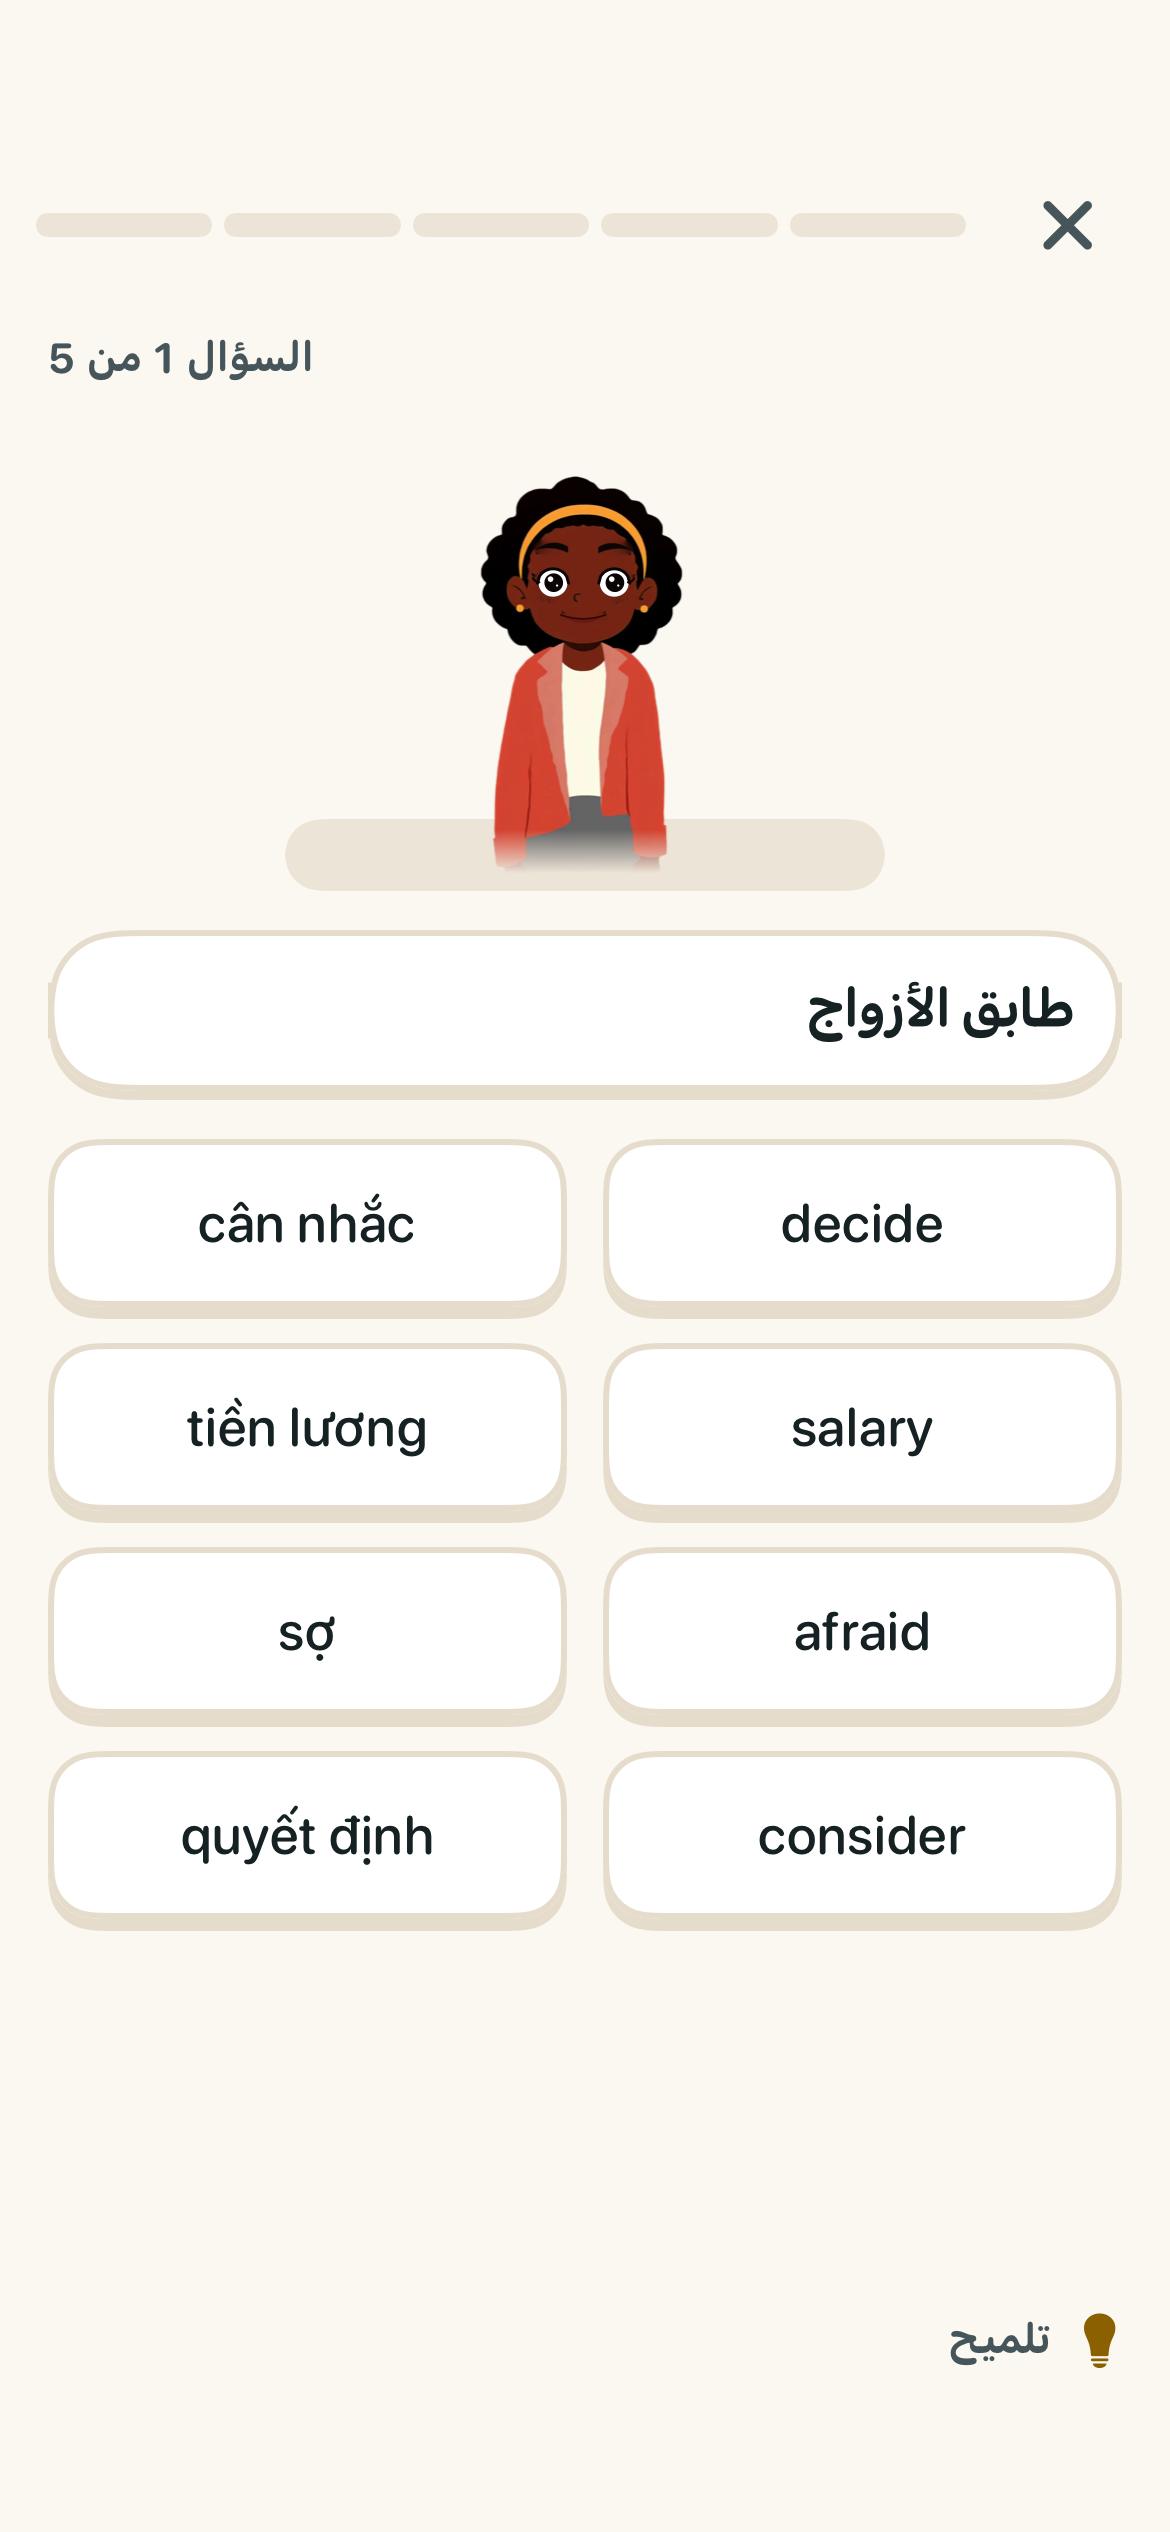 السؤال 1 من 5
طابق الأزواج
cân nhắc
decide
tiền lương
salary
sợ
afraid
quyết định
consider
تلميح